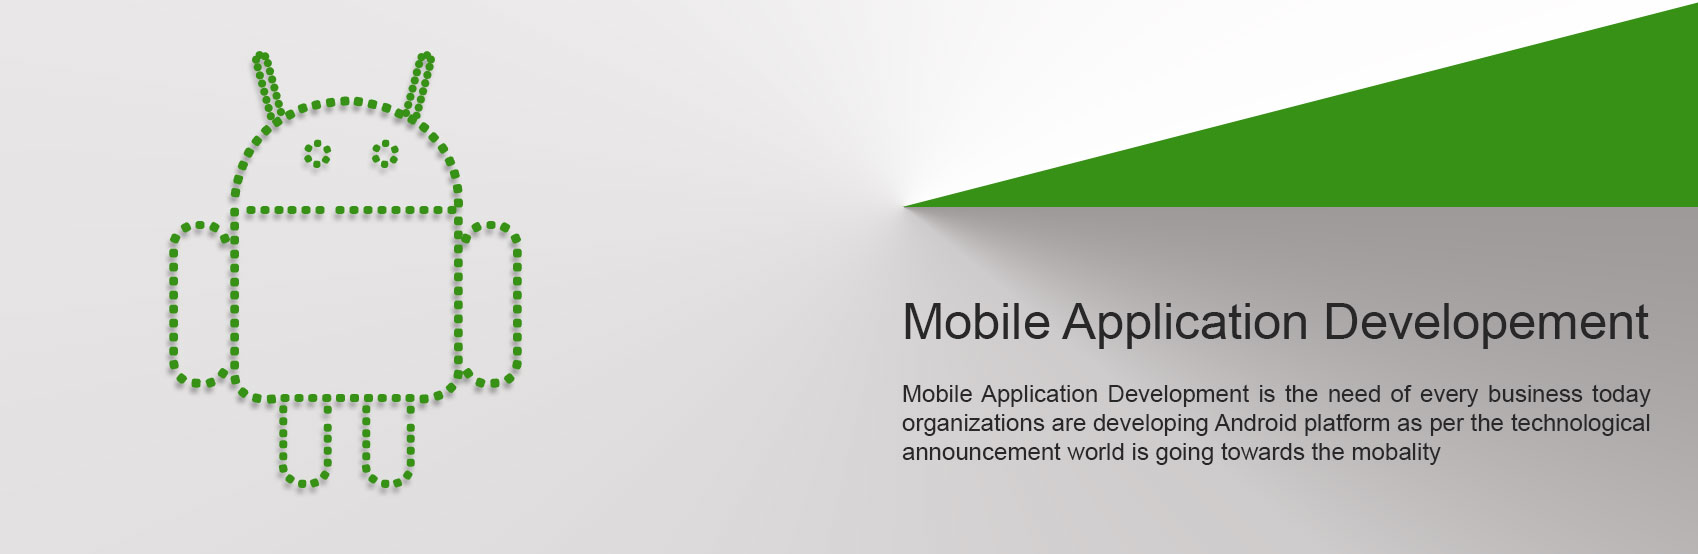 Mobile Application Developement
Mobile Application Development is the need of every business today
organizations are developing Android platform as per the technological
announcement world is going towards the mobality